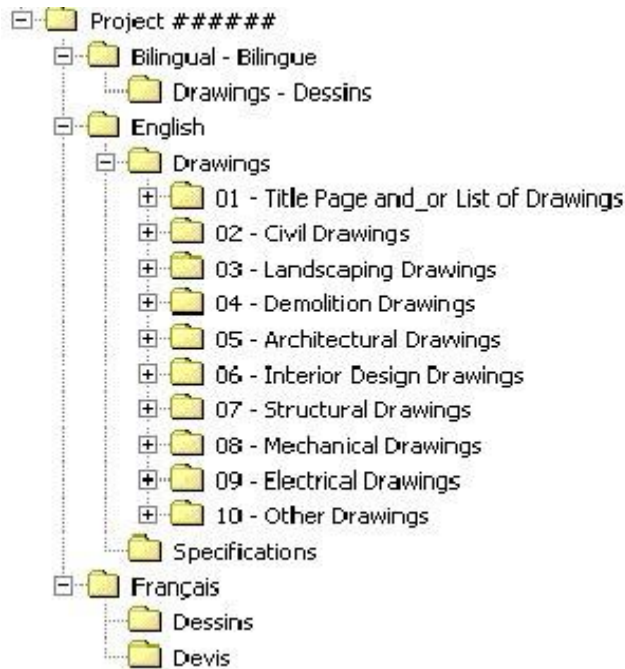 Project ######
Bilingual - Bilingue
Drawings - Dessins
English
Drawings
01 - Title Page and_or List of Drawings
02 - Civil Drawings
03 - Landscaping Drawings
04 - Demolition Drawings
05 - Architectural Drawings
06 - Interior Design Drawings
07 - Structural Drawings
08 - Mechanical Drawings
09 - Electrical Drawings
10 - Other Drawings
Specifications
Français
Dessins
Devis